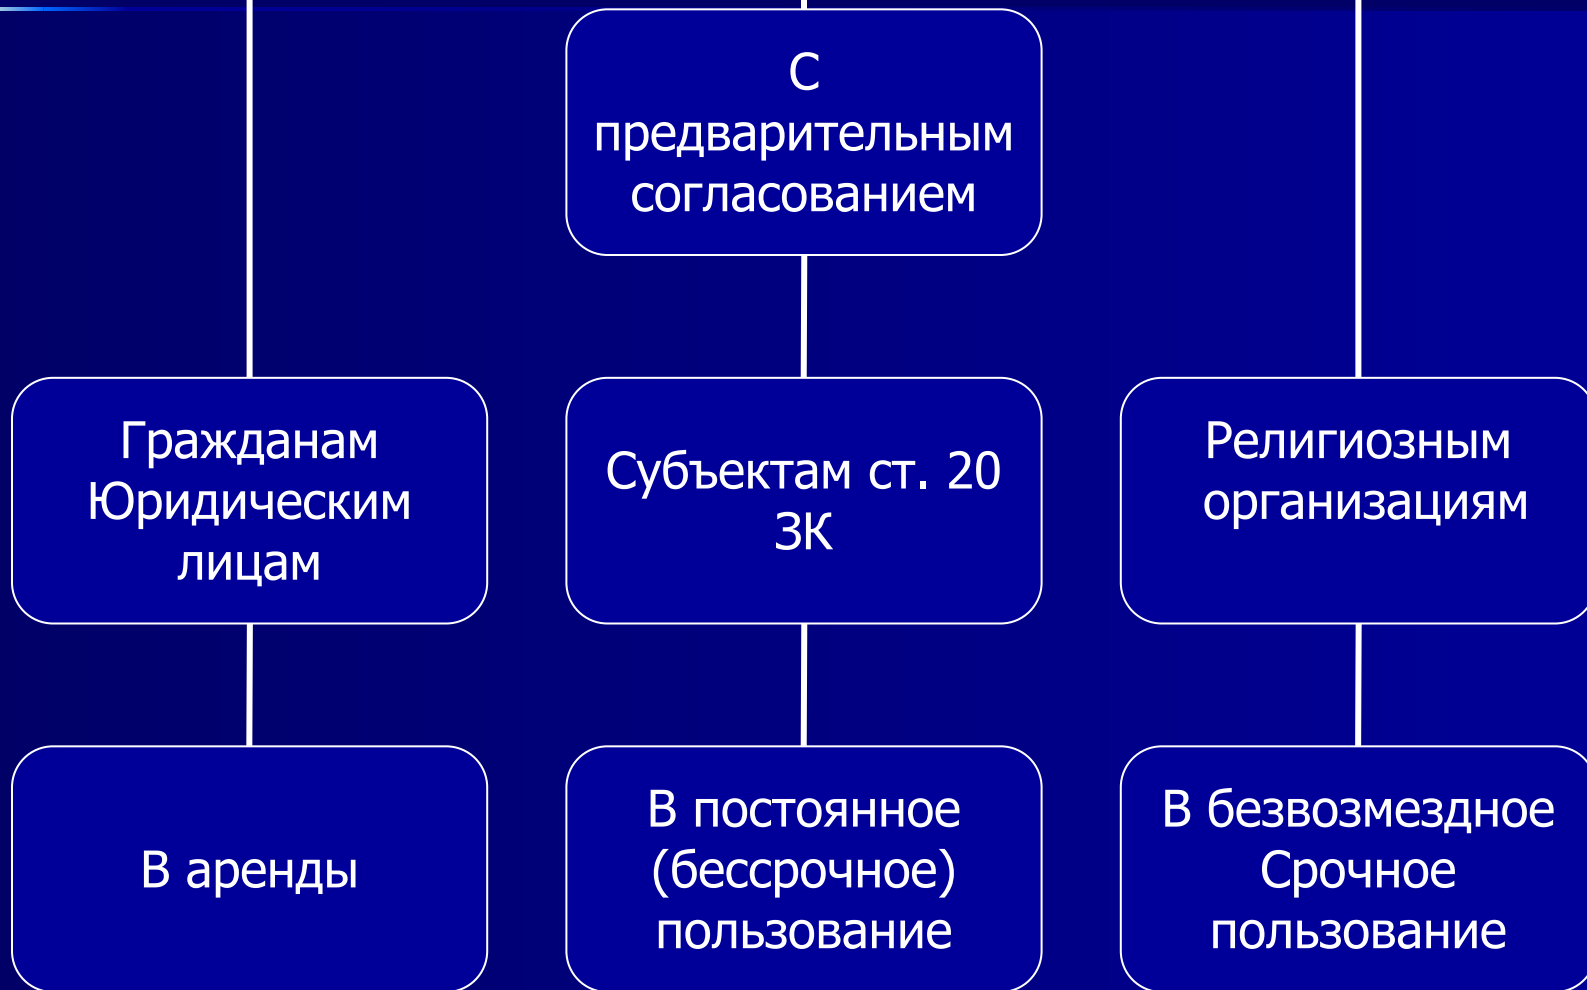 С
предварительным
согласованием
Гражданам
Юридическим
лицам
Субъектам ст. 20
ЗК
Религиозным
организациям
В аренды
В постоянное
(бессрочное)
пользование
В безвозмездное
Срочное
пользование